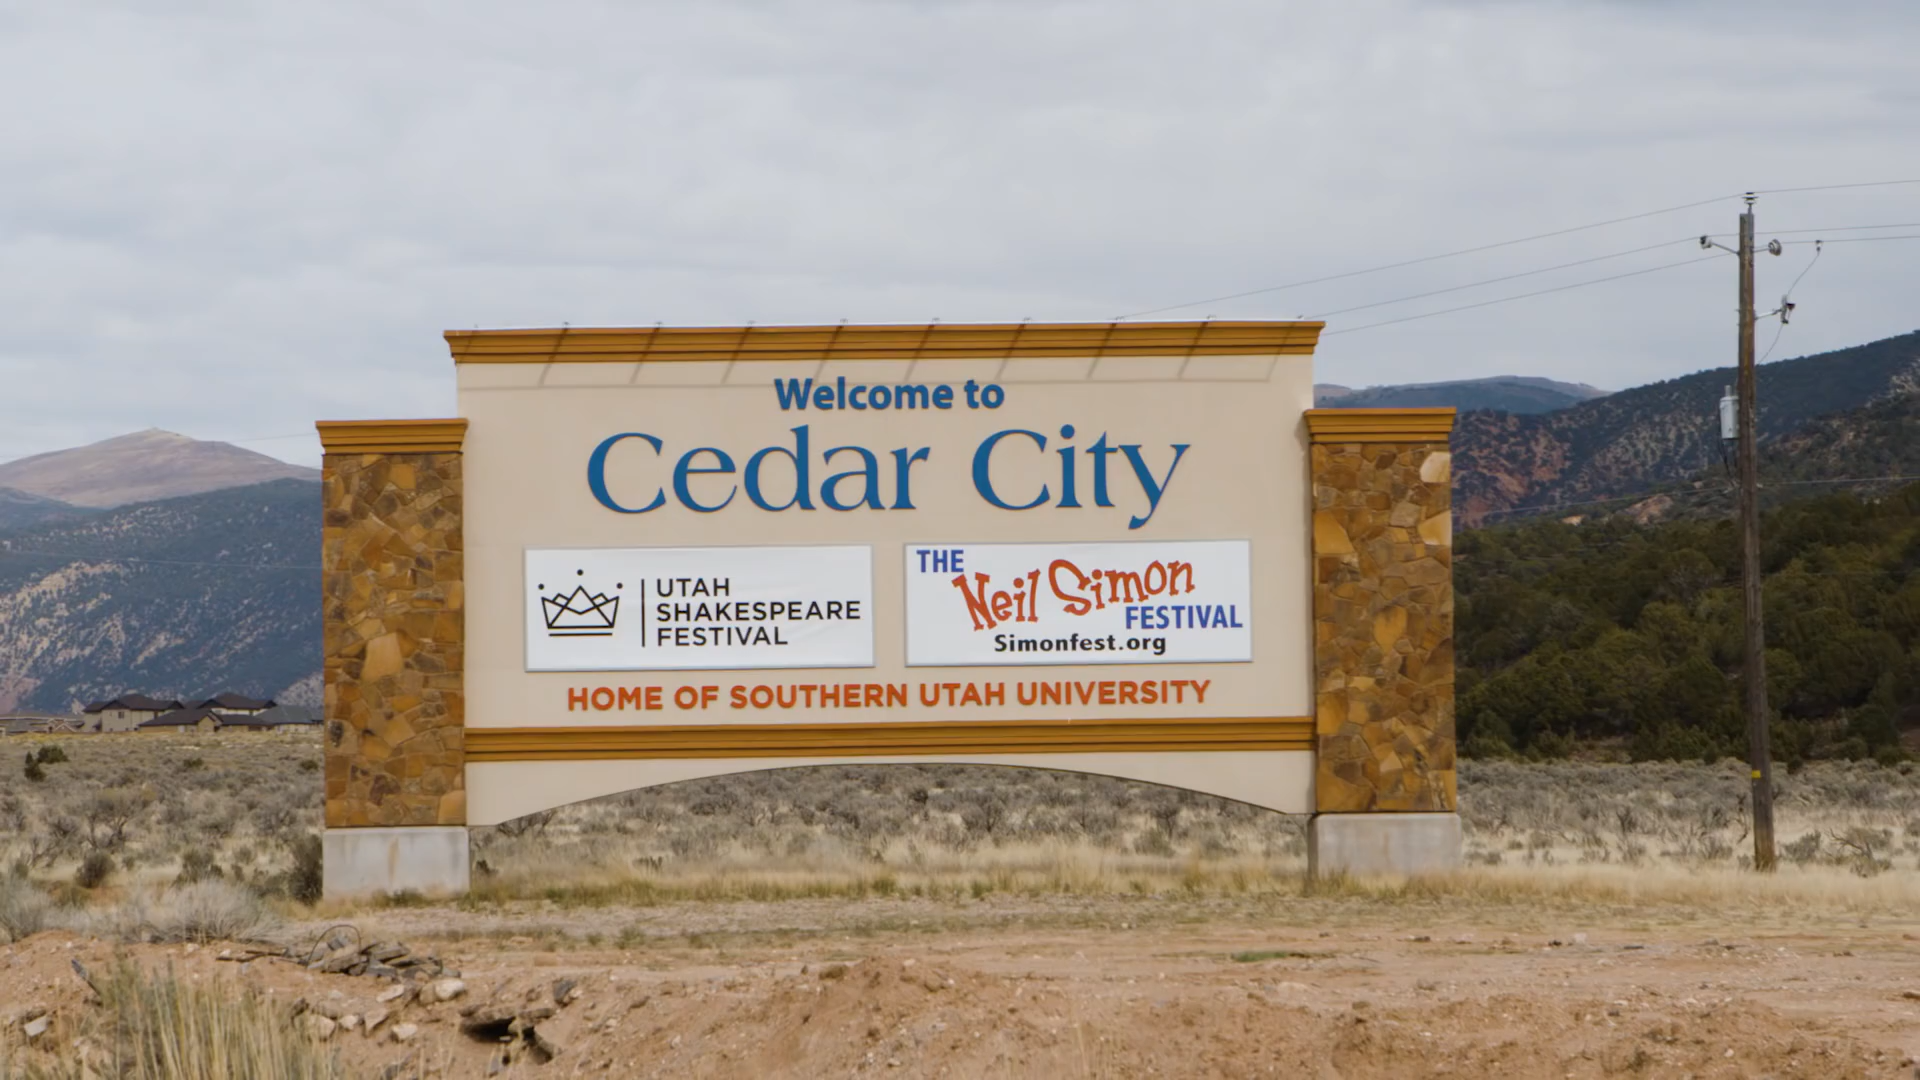 Welcome to
Cedar City
UTAH
SHAKESPEARE
FESTIVAL
THE
Neil Simon
FESTIVAL
Simonfest.org
HOME OF SOUTHERN UTAH UNIVERSITY